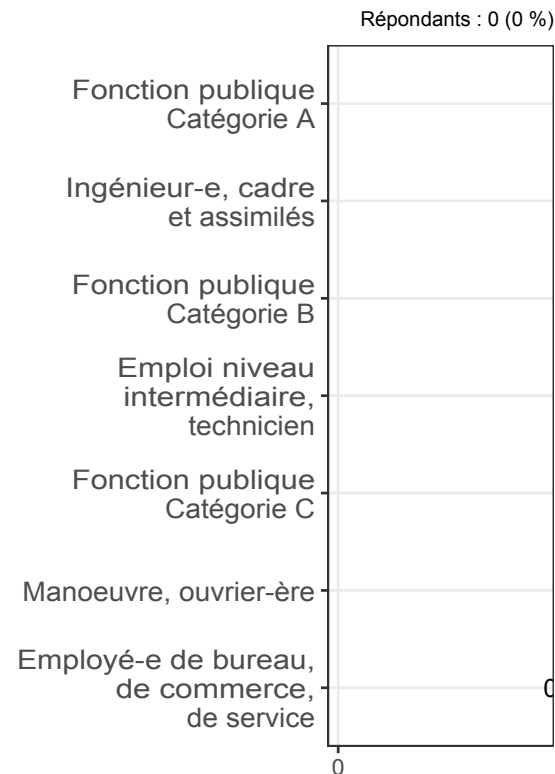 Répondants : 0 (0 %)
Fonction publique
Catégorie A
Ingénieur-e, cadre
et assimilés
Fonction publique
Catégorie B
Emploi niveau
intermédiaire,
technicien
Fonction publique
Catégorie C
Manoeuvre, ouvrier-ère
Employé-e de bureau,
de commerce,
de service
0
0